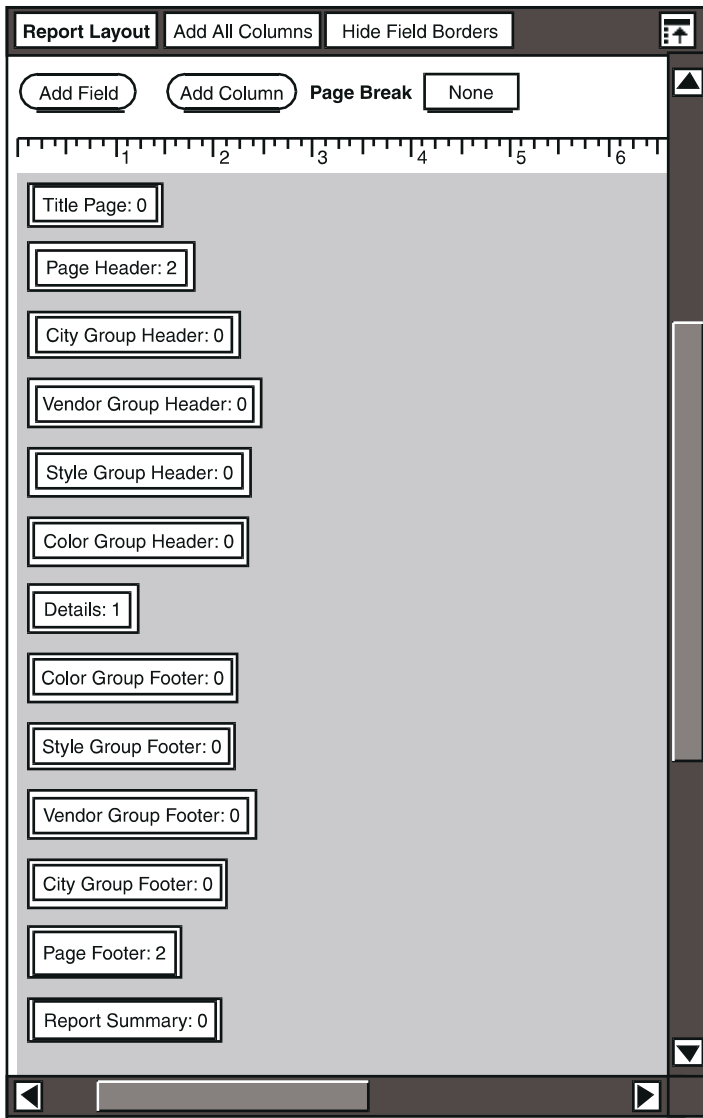 Report Layout Add All Columns Hide Field Borders
Add Field Add Column Page Break None
1 2 3 4 5 6
Title Page: 0
Page Header: 2
City Group Header: 0
Vendor Group Header: 0
Style Group Header: 0
Color Group Header: 0
Details: 1
Color Group Footer: 0
Style Group Footer: 0
Vendor Group Footer: 0
City Group Footer: 0
Page Footer: 2
Report Summary: 0